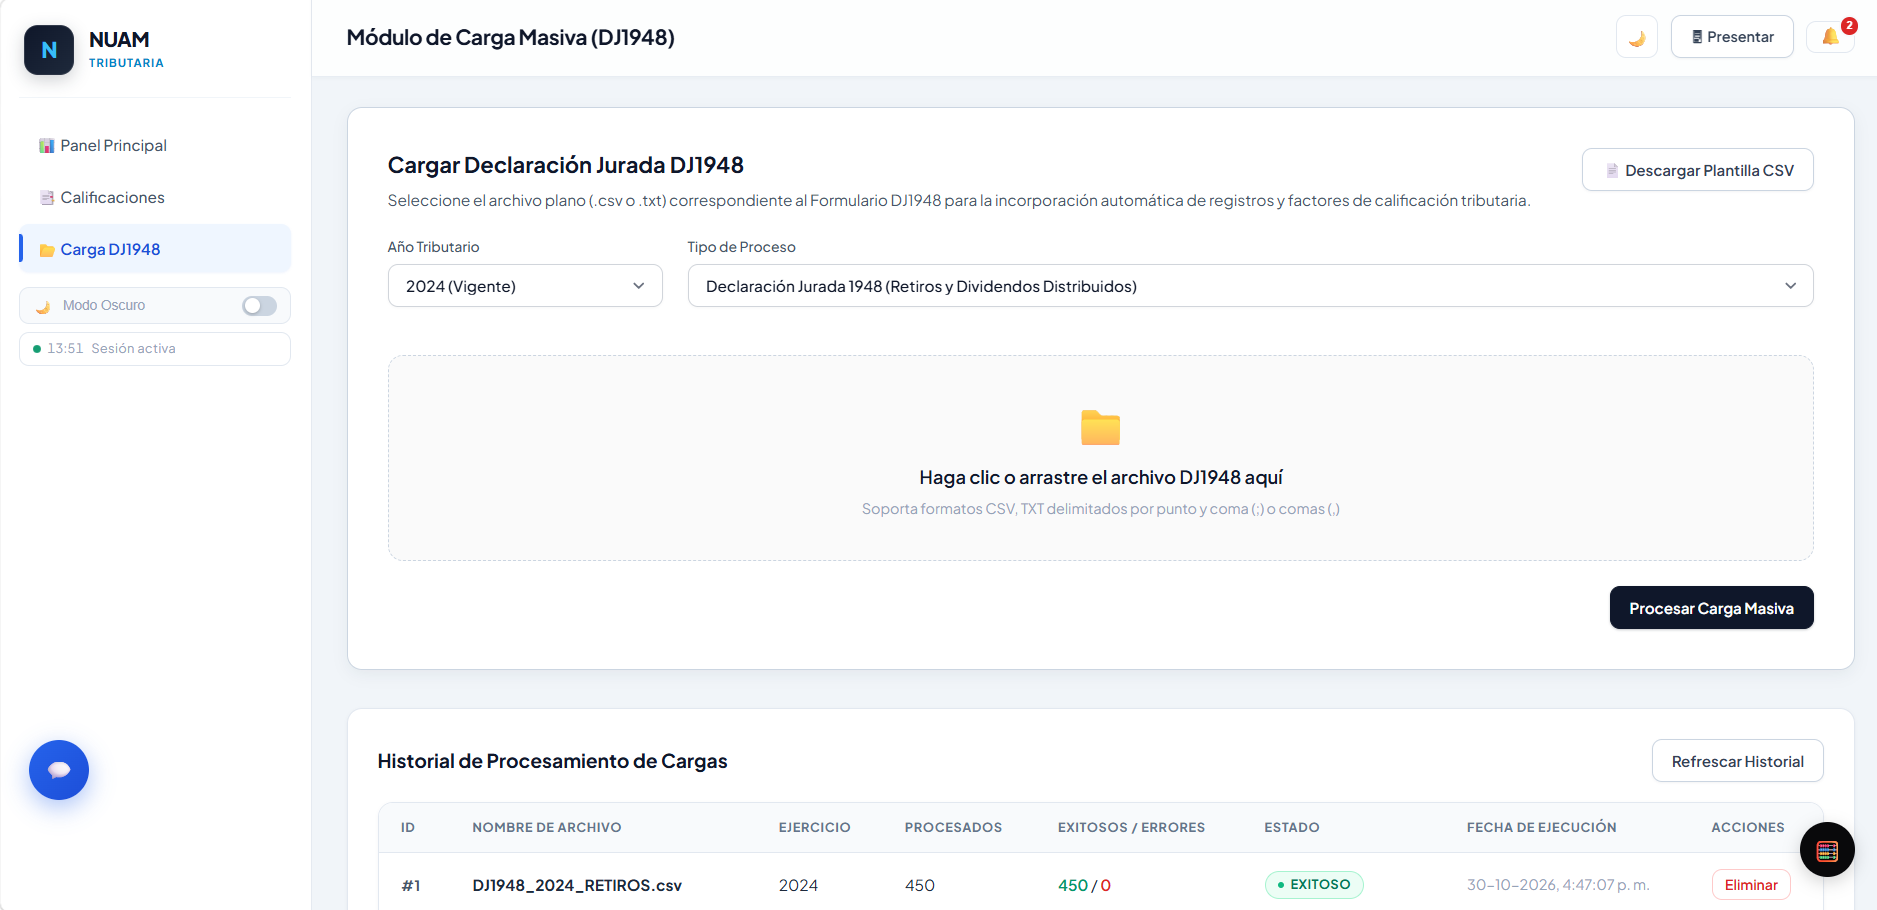 N
NUAM
TRIBUTARIA
Panel Principal
Calificaciones
Carga DJ1948
Modo Oscuro
13:51 Sesión activa
Módulo de Carga Masiva (DJ1948)
Presentar
2
Cargar Declaración Jurada DJ1948
Descargar Plantilla CSV
Seleccione el archivo plano (.csv o .txt) correspondiente al Formulario DJ1948 para la incorporación automática de registros y factores de calificación tributaria.
Año Tributario
Tipo de Proceso
2024 (Vigente)
Declaración Jurada 1948 (Retiros y Dividendos Distribuidos)
Haga clic o arrastre el archivo DJ1948 aquí
Soporta formatos CSV, TXT delimitados por punto y coma (;) o comas (,)
Procesar Carga Masiva
Historial de Procesamiento de Cargas
Refrescar Historial
ID NOMBRE DE ARCHIVO EJERCICIO PROCESADOS EXITOSOS / ERRORES ESTADO FECHA DE EJECUCIÓN ACCIONES
#1 DJ1948_2024_RETIROS.csv 2024 450 450 / 0 EXITOSO 30-10-2026, 4:47:07 p. m. Eliminar